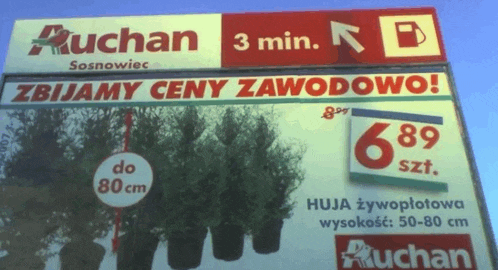 Auchan
Sosnowiec
3 min.
ZBIJAMY CENY ZAWODOWO!
do
80 cm
8,99
6 89
szt.
HUJA żywopłotowa
wysokość: 50-80 cm
Auchan